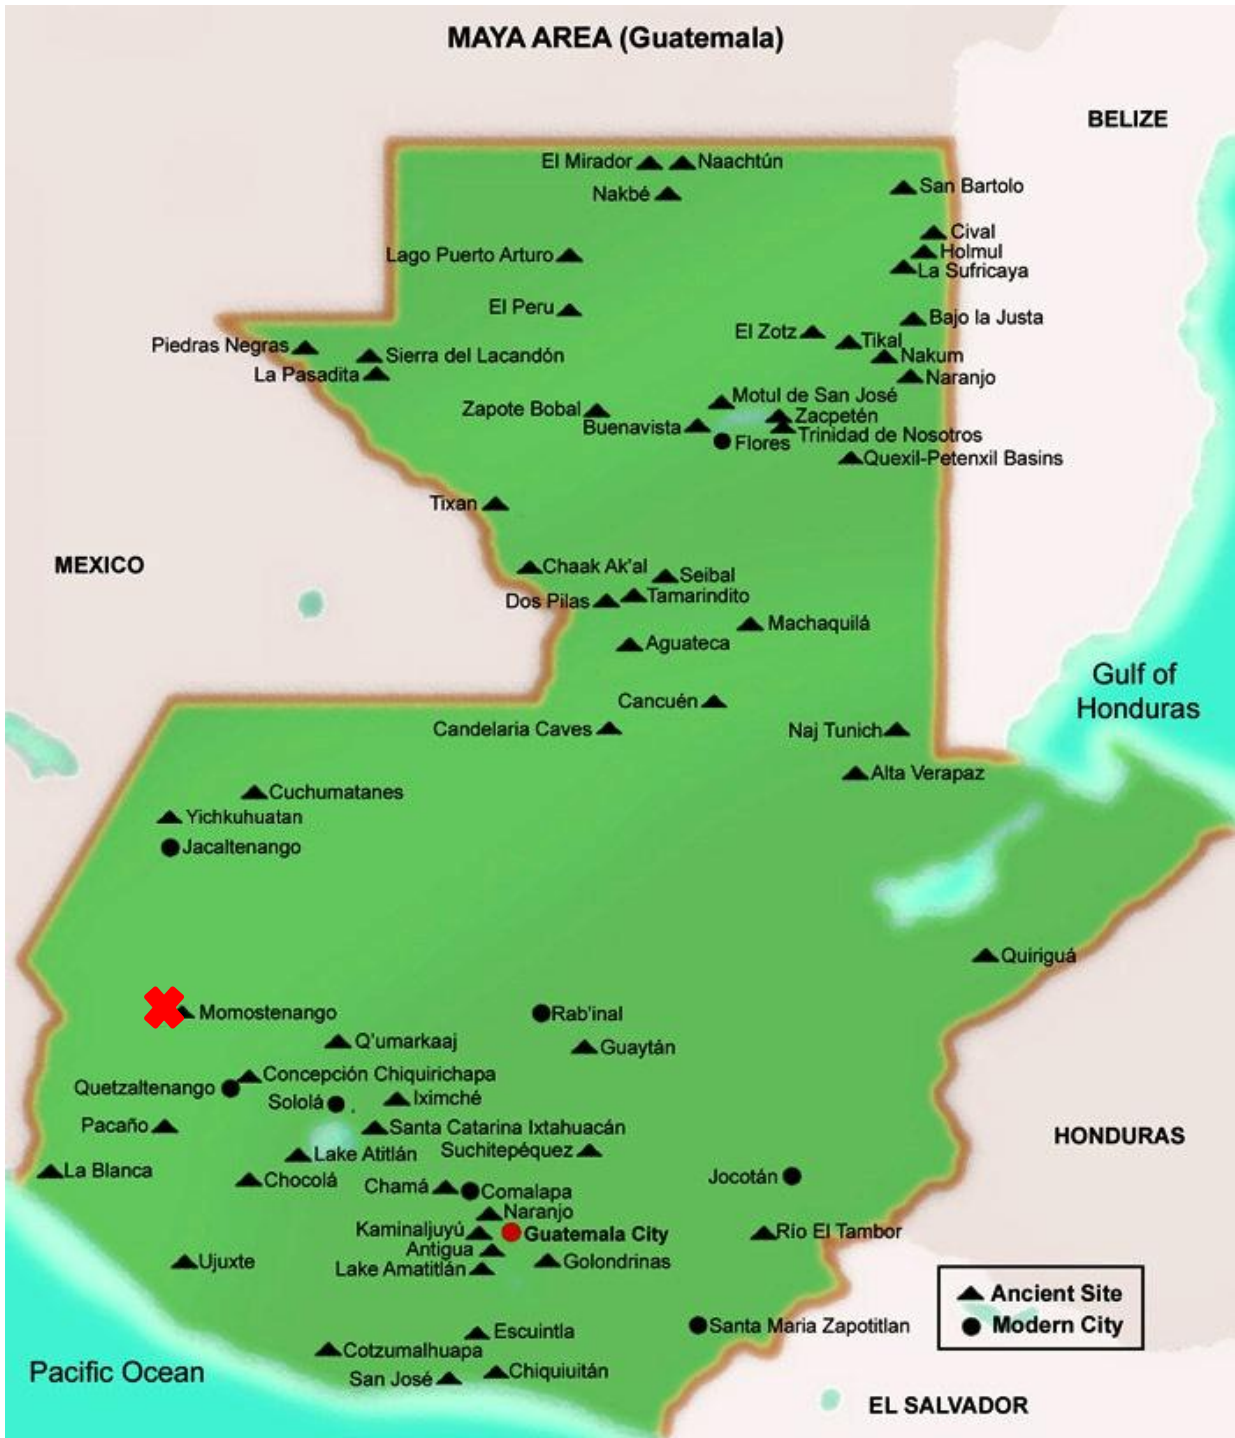 MAYA AREA (Guatemala)
BELIZE
El Mirador
Naachtún
Nakbé
San Bartolo
Cival
Holmul
La Sufricaya
Lago Puerto Arturo
El Peru
Bajo la Justa
El Zotz
Tikal
Nakum
Naranjo
Piedras Negras
Sierra del Lacandón
La Pasadita
Motul de San José
Zapote Bobal
Zacpetén
Buenavista
Trinidad de Nosotros
Flores
Quexil-Petenxil Basins
Tixan
MEXICO
Chaak Ak'al
Seibal
Dos Pilas
Tamarindito
Machaquilá
Aguateca
Gulf of
Honduras
Cancuén
Candelaria Caves
Naj Tunich
Alta Verapaz
Cuchumatanes
Yichkuhuatan
Jacaltenango
Quiriguá
Momostenango
Rab'inal
Q'umarkaaj
Guaytán
Concepción Chiquirichapa
Quetzaltenango
Sololá
Iximché
Pacaño
Santa Catarina Ixtahuacán
HONDURAS
Lake Atitlán
Suchitepéquez
La Blanca
Chocolá
Chamá
Comalapa
Jocotán
Naranjo
Kaminaljuyú
Guatemala City
Río El Tambor
Antigua
Ujuxte
Lake Amatitlán
Golondrinas
Ancient Site
Modern City
Santa Maria Zapotitlan
Escuintla
Cotzumalhuapa
Pacific Ocean
San José
Chiquiuitán
EL SALVADOR